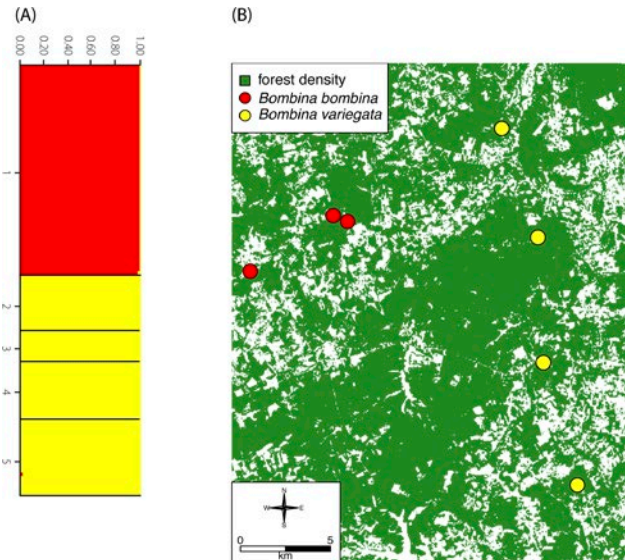 (A)
0.00 0.20 0.40 0.60 0.80 1.00
1
2
3
4
5
(B)
forest density
Bombina bombina
Bombina variegata
N
W E
S
0 5
km